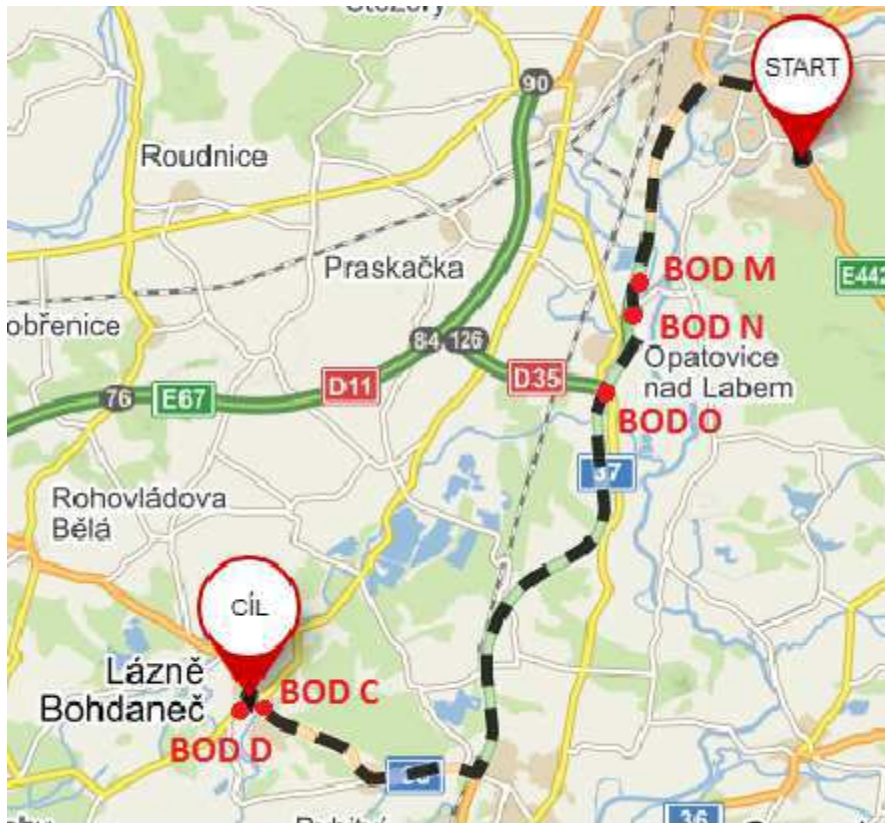 START
90
Roudnice
Praskačka
BOD M
E442
BOD N
84
126
Opatovice
nad Labem
76
E67
D11
D35
BOD O
37
Rohovládova
Bělá
CÍL
Lázně
Bohdaneč
BOD C
BOD D
36